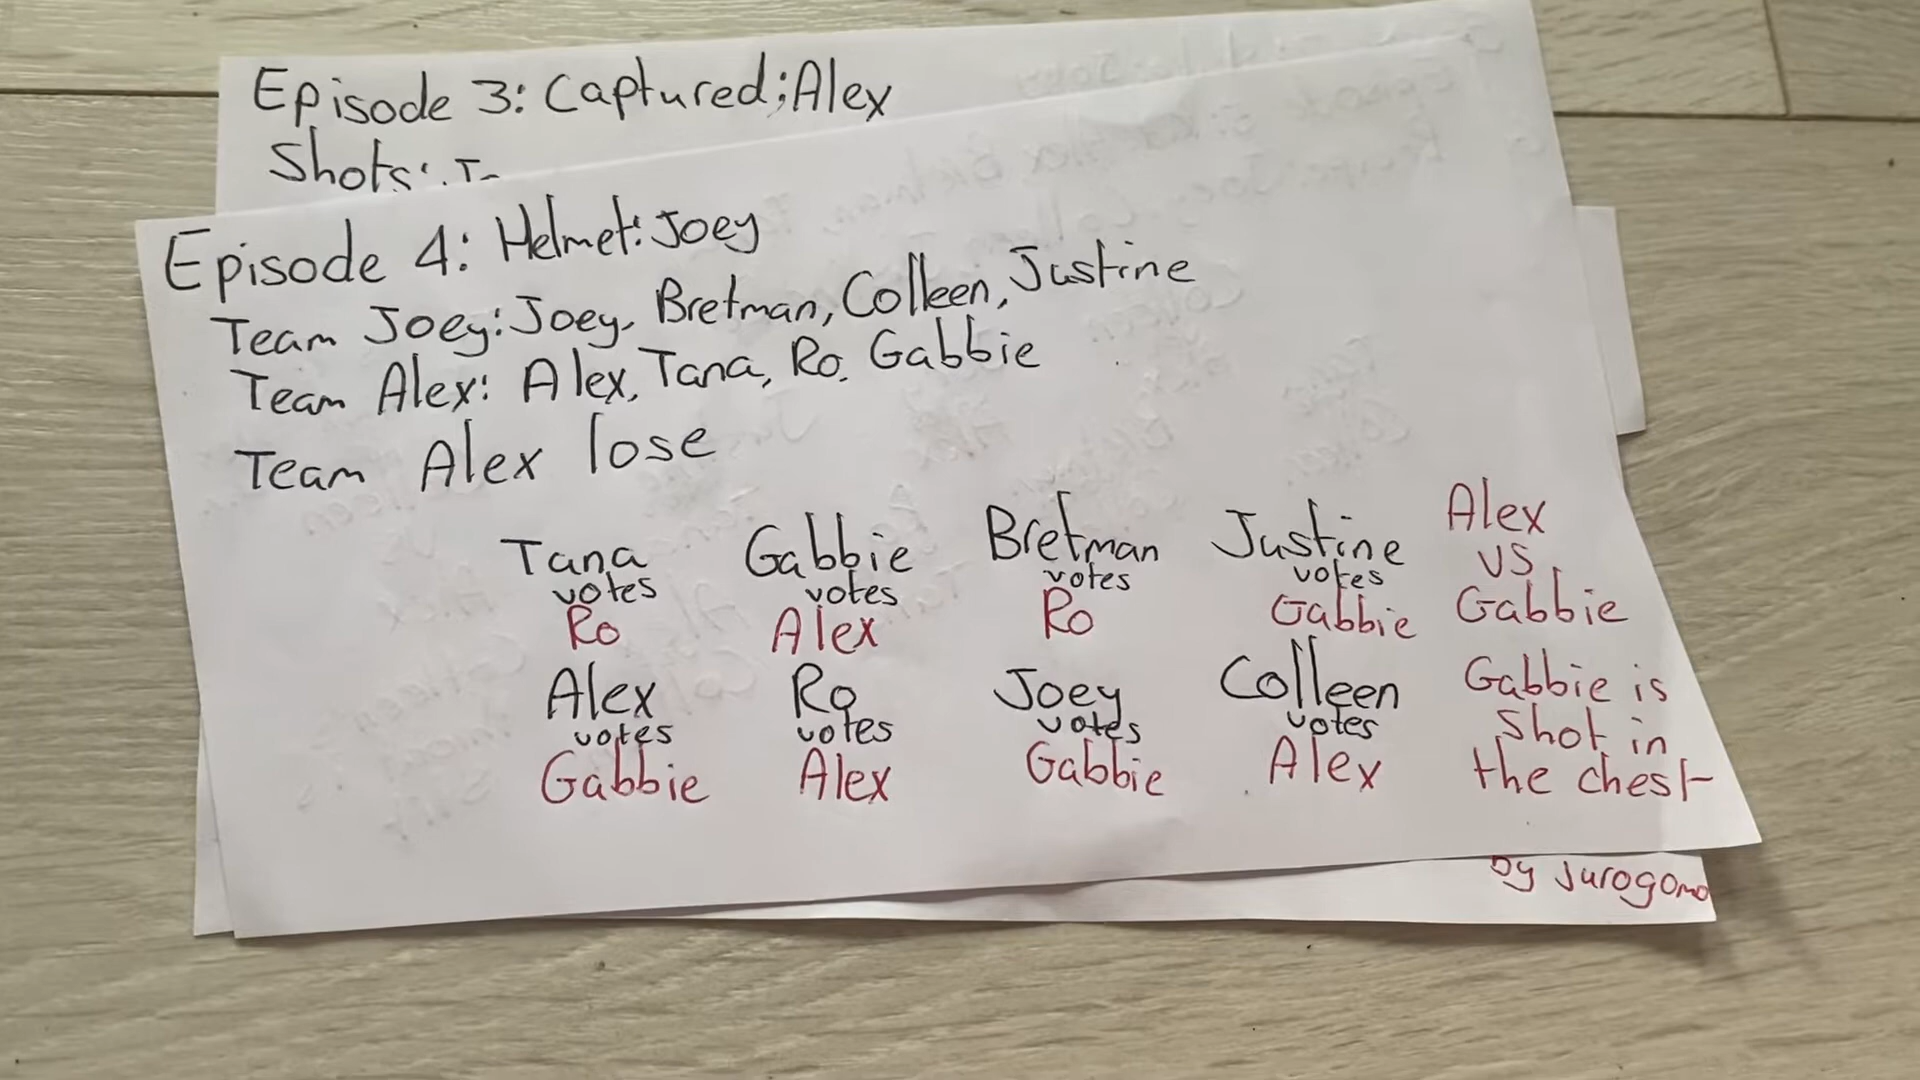 Episode 3: Captured: Alex
Shots:
Episode 4: Helmet: Joey
Team Joey: Joey, Bretman, Colleen, Justine
Team Alex: Alex, Tana, Ro, Gabbie
Team Alex lose
Tana
votes
Ro
Gabbie
votes
Alex
Bretman
votes
Ro
Justine
votes
Gabbie
Alex
votes
Gabbie
Ro
votes
Alex
Joey
votes
Gabbie
Colleen
votes
Alex
Alex
vs
Gabbie
Gabbie is
Shot in
the chest
by Jurogomo